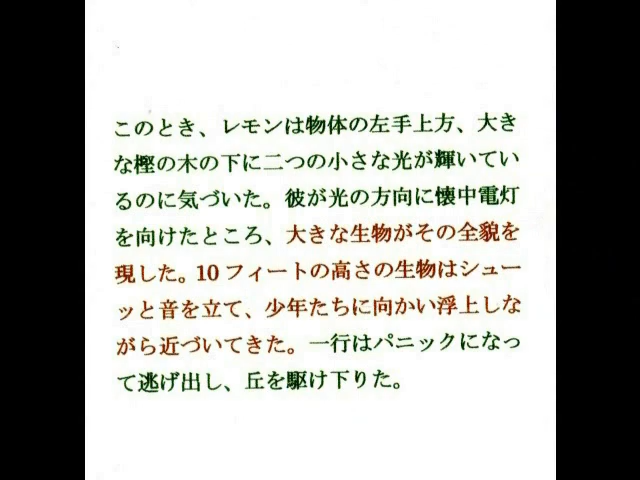 このとき、レモンは物体の左手上方、大き
な樫の木の下に二つの小さな光が輝いてい
るのに気づいた。彼が光の方向に懐中電灯
を向けたところ、大きな生物がその全貌を
現した。10フィートの高さの生物はシュー
ッと音を立て、少年たちに向かい浮上しな
がら近づいてきた。一行はパニックになっ
て逃げ出し、丘を駆け下りた。